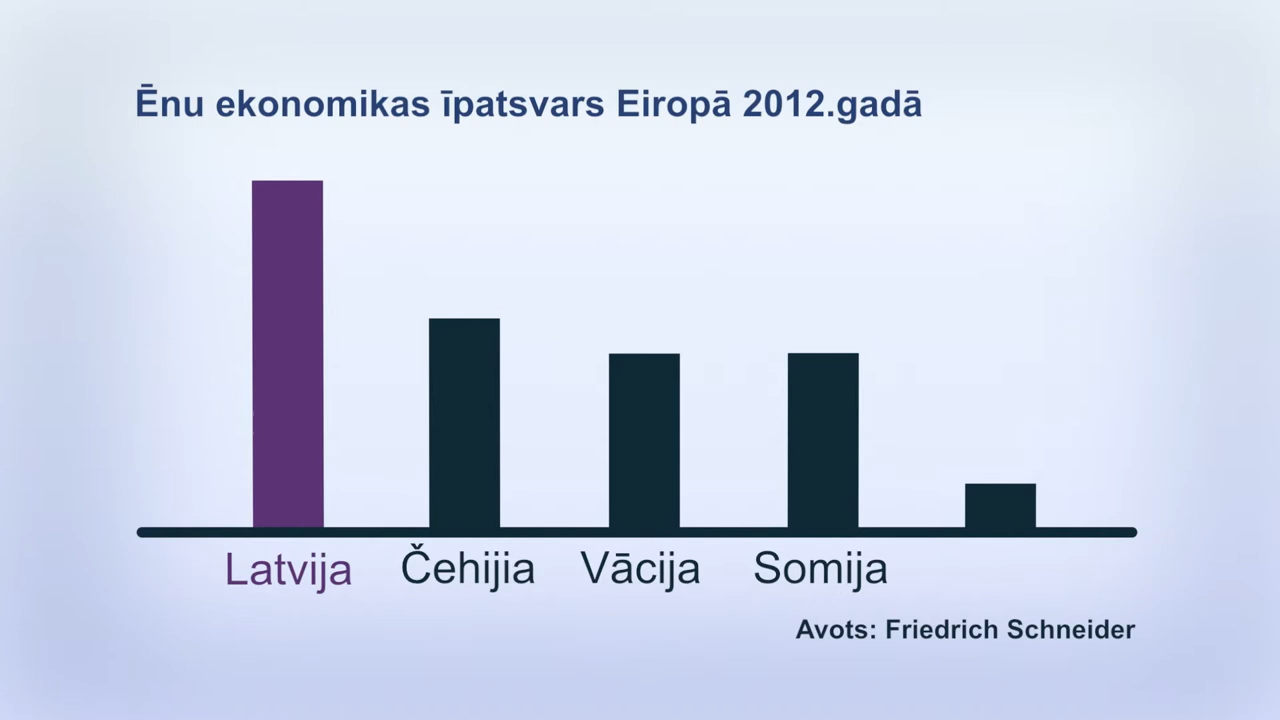 Ēnu ekonomikas īpatsvars Eiropā 2012.gadā
Latvija Čehijia Vācija Somija
Avots: Friedrich Schneider